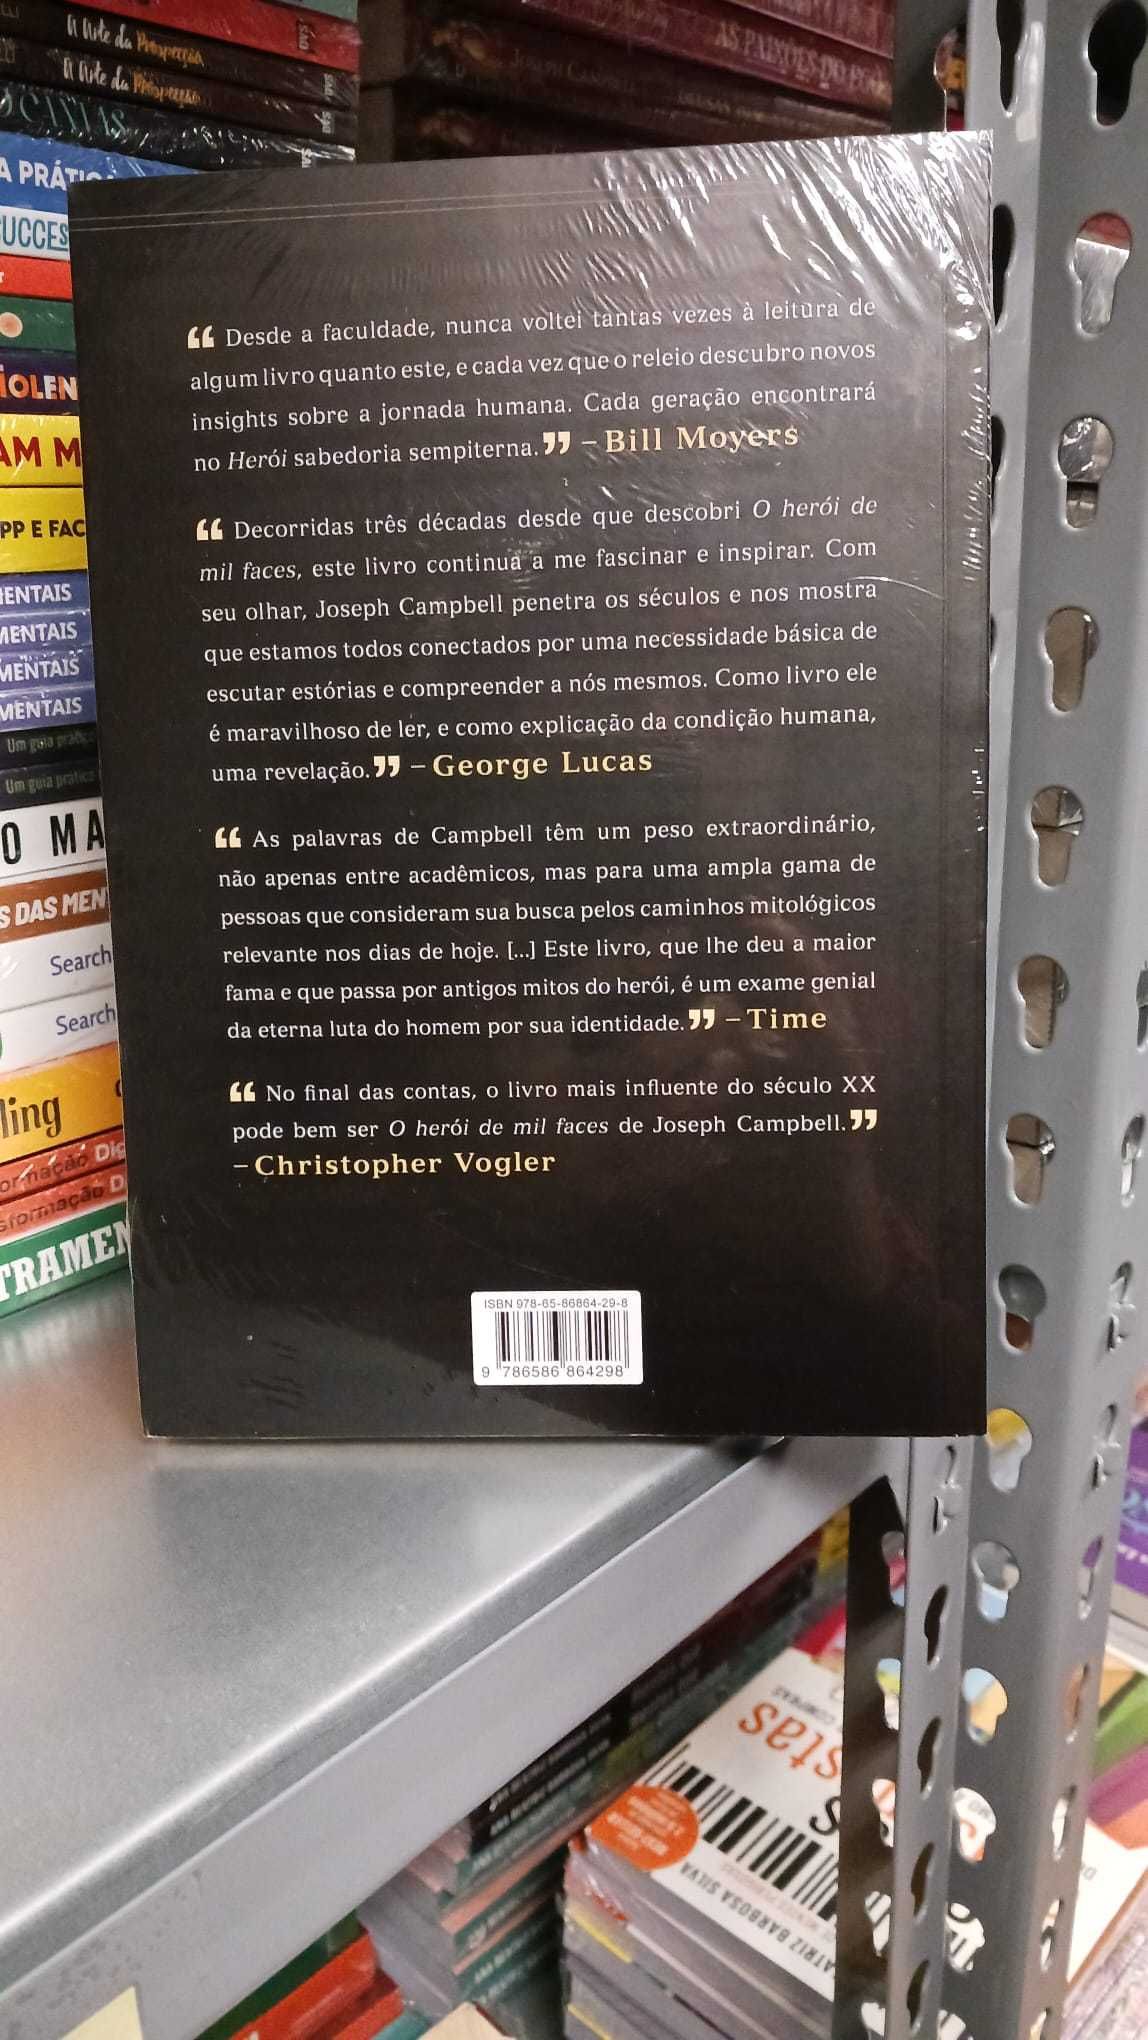 A Arte da Prospecção
A Arte da Prospecção
AS PAIXÕES DO
A PRÁTICA
SUCCES
AM M
PP E FAC
MENTAIS
MENTAIS
MENTAIS
MENTAIS
Um guia prático
Um guia prático
O MA
S DAS MEN
Search
Search
ling
ormação Dig
sformação D
TRAMEN
“ Desde a faculdade, nunca voltei tantas vezes à leitura de
algum livro quanto este, e cada vez que o releio descubro novos
insights sobre a jornada humana. Cada geração encontrará
no Herói sabedoria sempiterna.” – Bill Moyers
“ Decorridas três décadas desde que descobri O herói de
mil faces, este livro continua a me fascinar e inspirar. Com
seu olhar, Joseph Campbell penetra os séculos e nos mostra
que estamos todos conectados por uma necessidade básica de
escutar estórias e compreender a nós mesmos. Como livro ele
é maravilhoso de ler, e como explicação da condição humana,
uma revelação.” – George Lucas
“ As palavras de Campbell têm um peso extraordinário,
não apenas entre acadêmicos, mas para uma ampla gama de
pessoas que consideram sua busca pelos caminhos mitológicos
relevante nos dias de hoje. [...] Este livro, que lhe deu a maior
fama e que passa por antigos mitos do herói, é um exame genial
da eterna luta do homem por sua identidade.” – Time
“ No final das contas, o livro mais influente do século XX
pode bem ser O herói de mil faces de Joseph Campbell.”
– Christopher Vogler
ISBN 978-65-86864-29-8
9 786586 864298
stas
ATRIZ BARBOSA SILVA